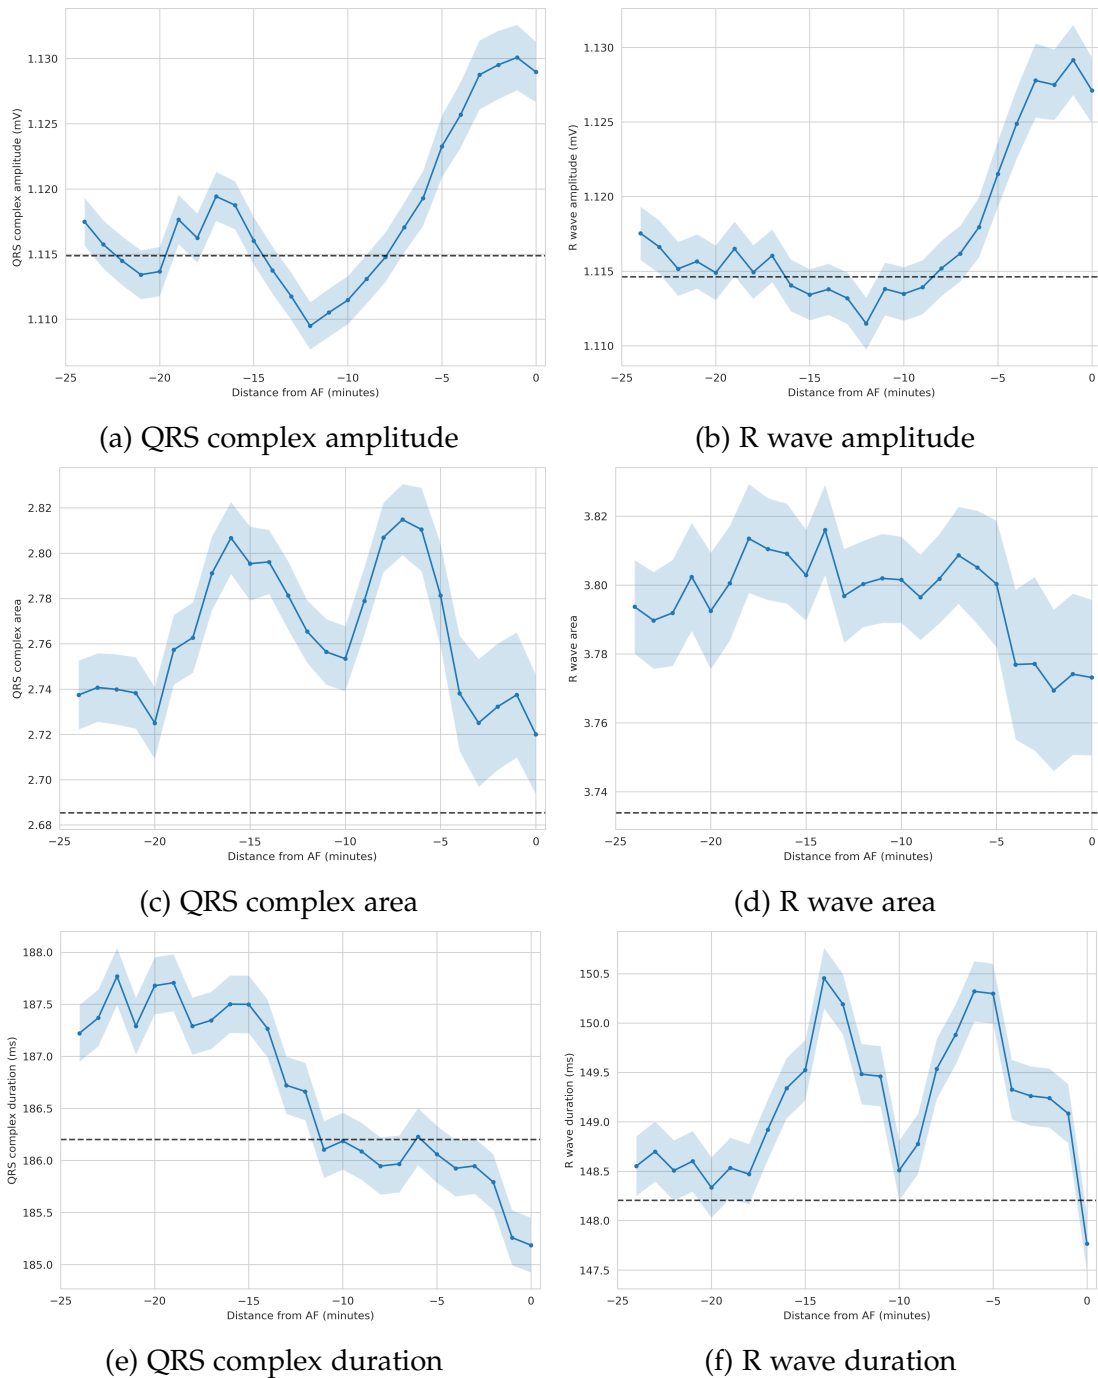 1.130
1.125
1.120
1.115
1.110
QRS complex amplitude (mV)
−25 −20 −15 −10 −5 0
Distance from AF (minutes)
(a) QRS complex amplitude
1.130
1.125
1.120
1.115
1.110
R wave amplitude (mV)
−25 −20 −15 −10 −5 0
Distance from AF (minutes)
(b) R wave amplitude
2.82
2.80
2.78
2.76
2.74
2.72
2.70
2.68
QRS complex area
−25 −20 −15 −10 −5 0
Distance from AF (minutes)
(c) QRS complex area
3.82
3.80
3.78
3.76
3.74
R wave area
−25 −20 −15 −10 −5 0
Distance from AF (minutes)
(d) R wave area
188.0
187.5
187.0
186.5
186.0
185.5
185.0
QRS complex duration (ms)
−25 −20 −15 −10 −5 0
Distance from AF (minutes)
(e) QRS complex duration
150.5
150.0
149.5
149.0
148.5
148.0
147.5
R wave duration (ms)
−25 −20 −15 −10 −5 0
Distance from AF (minutes)
(f) R wave duration